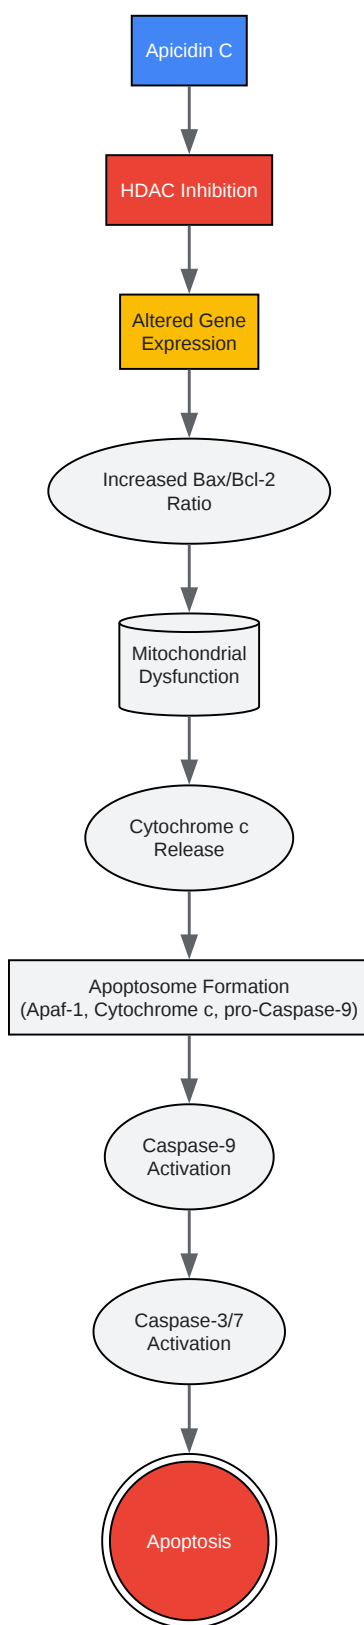 Apicidin C
HDAC Inhibition
Altered Gene
Expression
Increased Bax/Bcl-2
Ratio
Mitochondrial
Dysfunction
Cytochrome c
Release
Apoptosome Formation
(Apaf-1, Cytochrome c, pro-Caspase-9)
Caspase-9
Activation
Caspase-3/7
Activation
Apoptosis